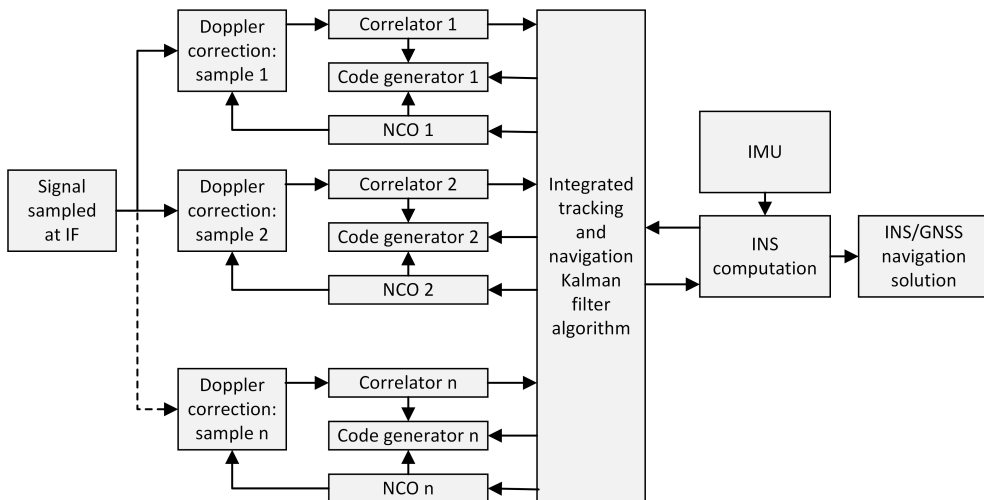 Signal
sampled
at IF
Doppler
correction:
sample 1
Correlator 1
Code generator 1
NCO 1
Doppler
correction:
sample 2
Correlator 2
Code generator 2
NCO 2
Doppler
correction:
sample n
Correlator n
Code generator n
NCO n
Integrated
tracking
and
navigation
Kalman
filter
algorithm
IMU
INS
computation
INS/GNSS
navigation
solution